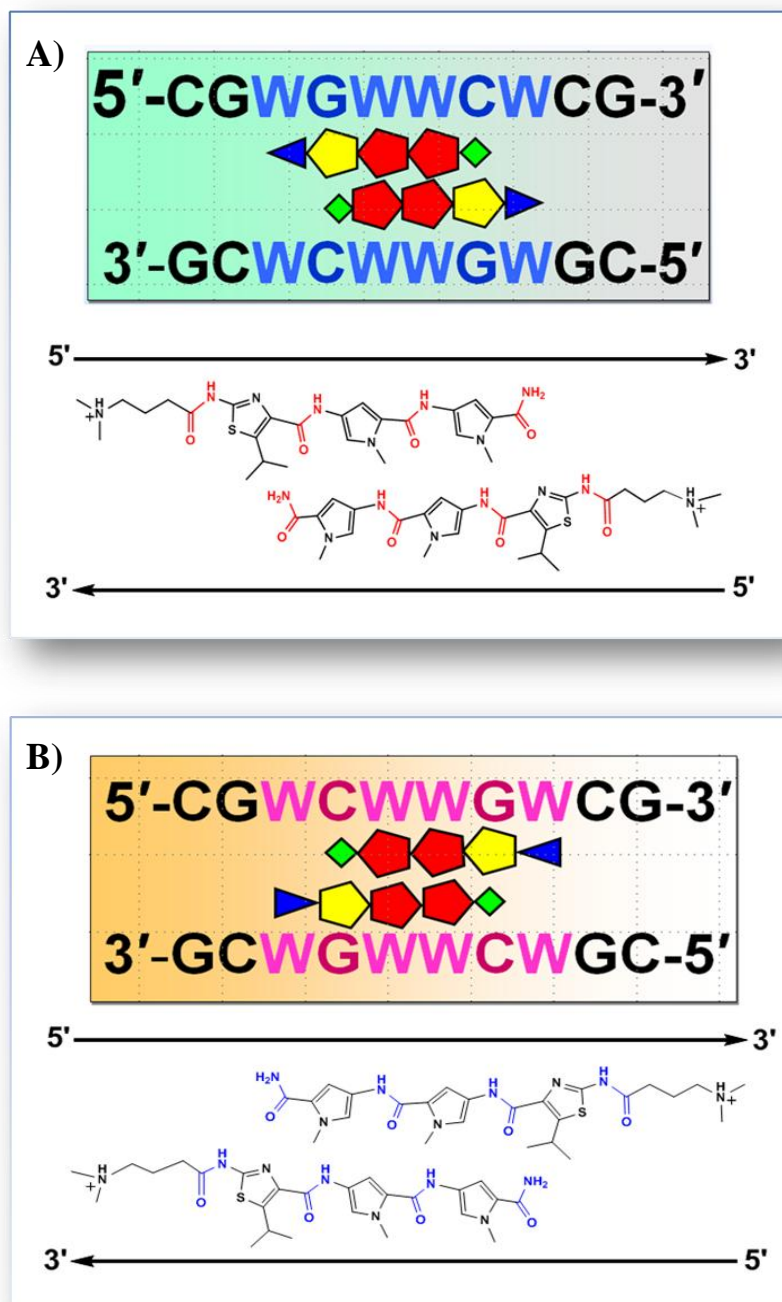 A)
5′-CGWGWWCWCG-3′
3′-GCWCWWGWGC-5′
5' 3'
H N H N H N H N NH2
+ N S O O N O N O
H2N H N H N N H N H N
O N O N O S O +
3' 5'
B)
5′-CGWCWWGWCG-3′
3′-GCWGWWCWGC-5′
5' 3'
H2N H N H N N H N H N
O N O N O S O +
H N H N N H N H N NH2
+ O S O N O N O
3' 5'